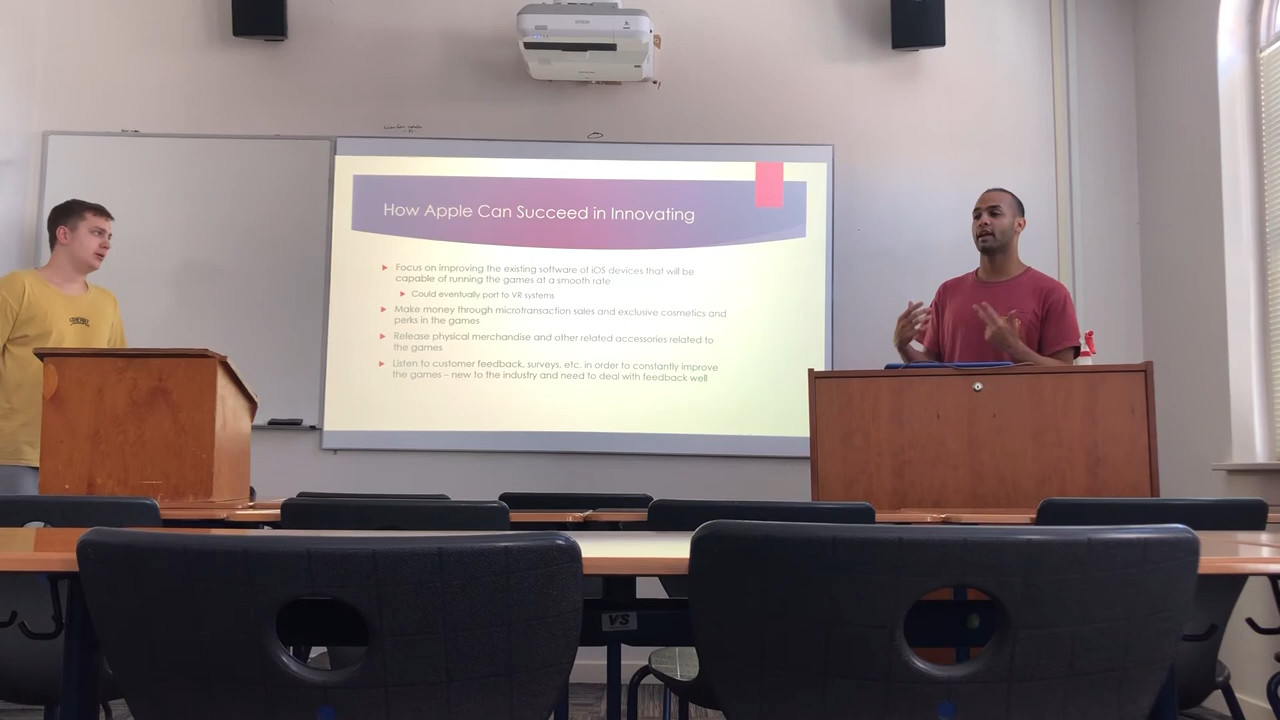 EPSON
How Apple Can Succeed in Innovating
Focus on improving the existing software of iOS devices that will be
capable of running the games at a smooth rate
Could eventually port to VR systems
Make money through microtransaction sales and exclusive cosmetics and
perks in the games
Release physical merchandise and other related accessories related to
the games
Listen to customer feedback, surveys, etc. in order to constantly improve
the games – new to the industry and need to deal with feedback well
VS